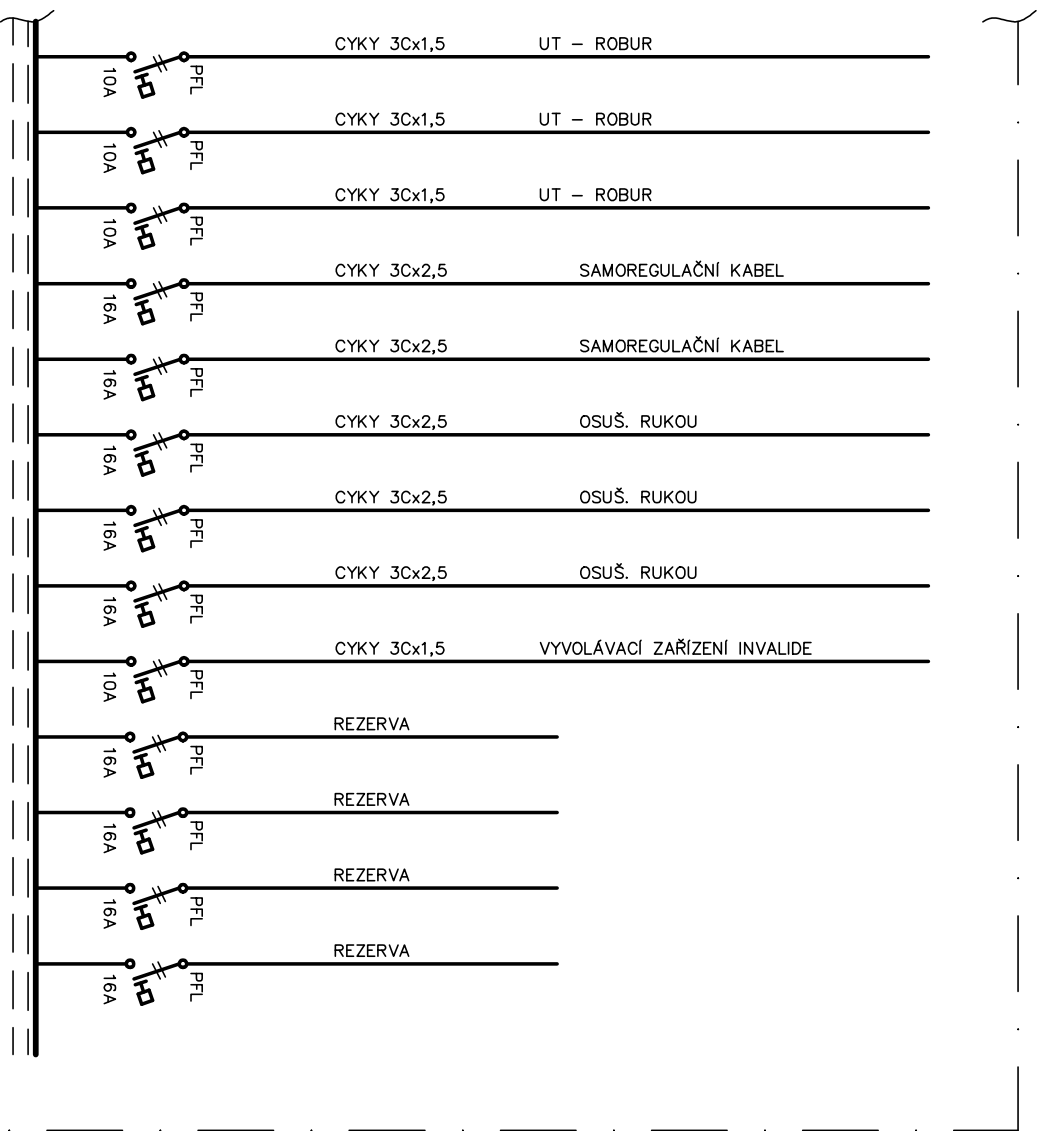 CYKY 3Cx1,5 UT – ROBUR
10A PFL
CYKY 3Cx1,5 UT – ROBUR
10A PFL
CYKY 3Cx1,5 UT – ROBUR
10A PFL
CYKY 3Cx2,5 SAMOREGULAČNÍ KABEL
16A PFL
CYKY 3Cx2,5 SAMOREGULAČNÍ KABEL
16A PFL
CYKY 3Cx2,5 OSUŠ. RUKOU
16A PFL
CYKY 3Cx2,5 OSUŠ. RUKOU
16A PFL
CYKY 3Cx2,5 OSUŠ. RUKOU
16A PFL
CYKY 3Cx1,5 VYVOLÁVACÍ ZAŘÍZENÍ INVALIDE
10A PFL
REZERVA
16A PFL
REZERVA
16A PFL
REZERVA
16A PFL
REZERVA
16A PFL